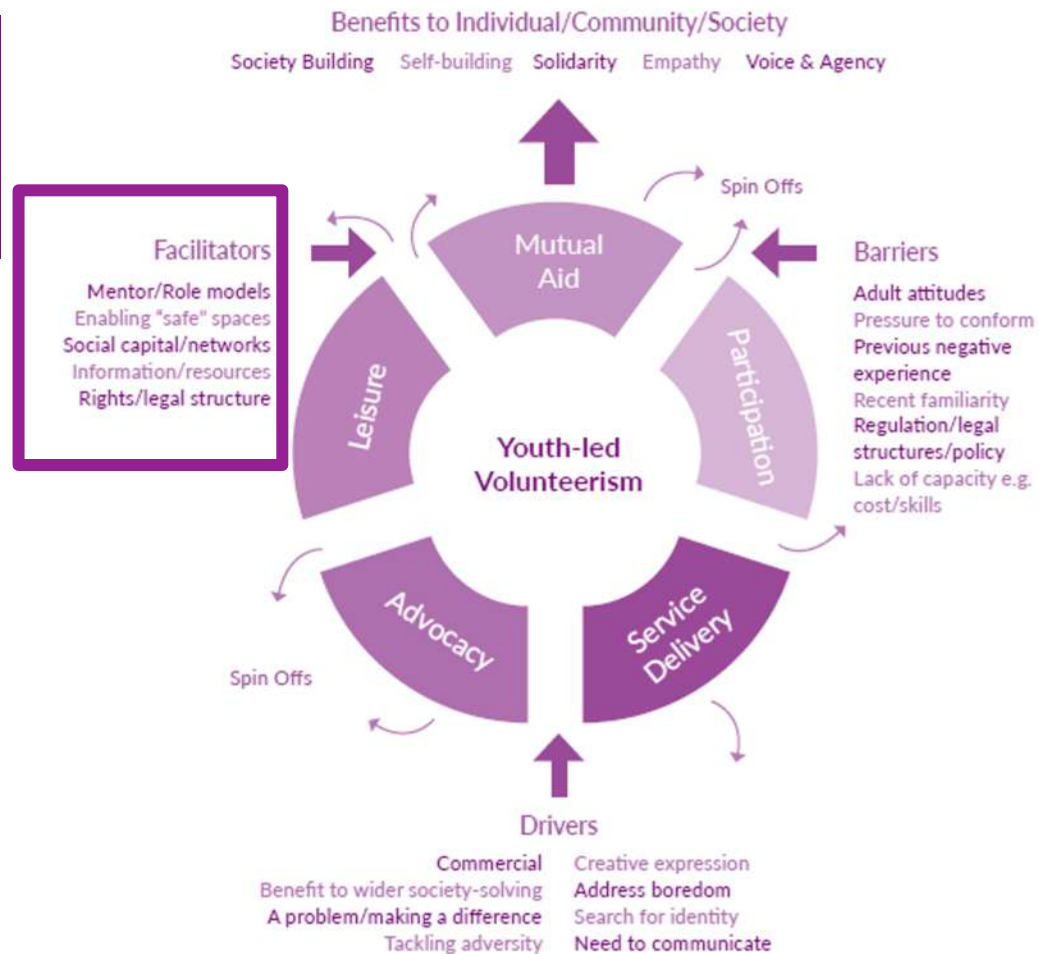 Benefits to Individual/Community/Society
Society Building Self-building Solidarity Empathy Voice & Agency
Spin Offs
Facilitators
Mentor/Role models
Enabling “safe” spaces
Social capital/networks
Information/resources
Rights/legal structure
Mutual
Aid
Barriers
Adult attitudes
Pressure to conform
Previous negative
experience
Recent familiarity
Regulation/legal
structures/policy
Lack of capacity e.g.
cost/skills
Leisure
Participation
Youth-led
Volunteerism
Advocacy
Service
Delivery
Spin Offs
Drivers
Commercial Creative expression
Benefit to wider society-solving Address boredom
A problem/making a difference Search for identity
Tackling adversity Need to communicate